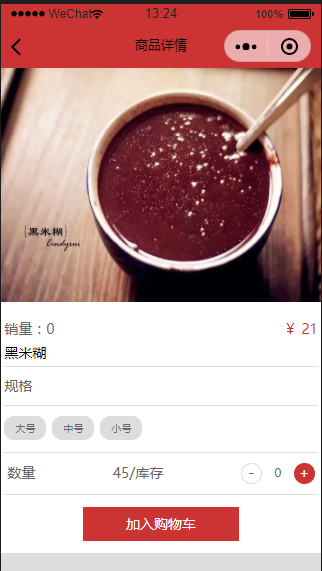 WeChat 13:24 100%
商品详情
{黑米糊}
Cindyrui
销量：0 ¥ 21
黑米糊
规格
大号 中号 小号
数量 45/库存 - 0 +
加入购物车